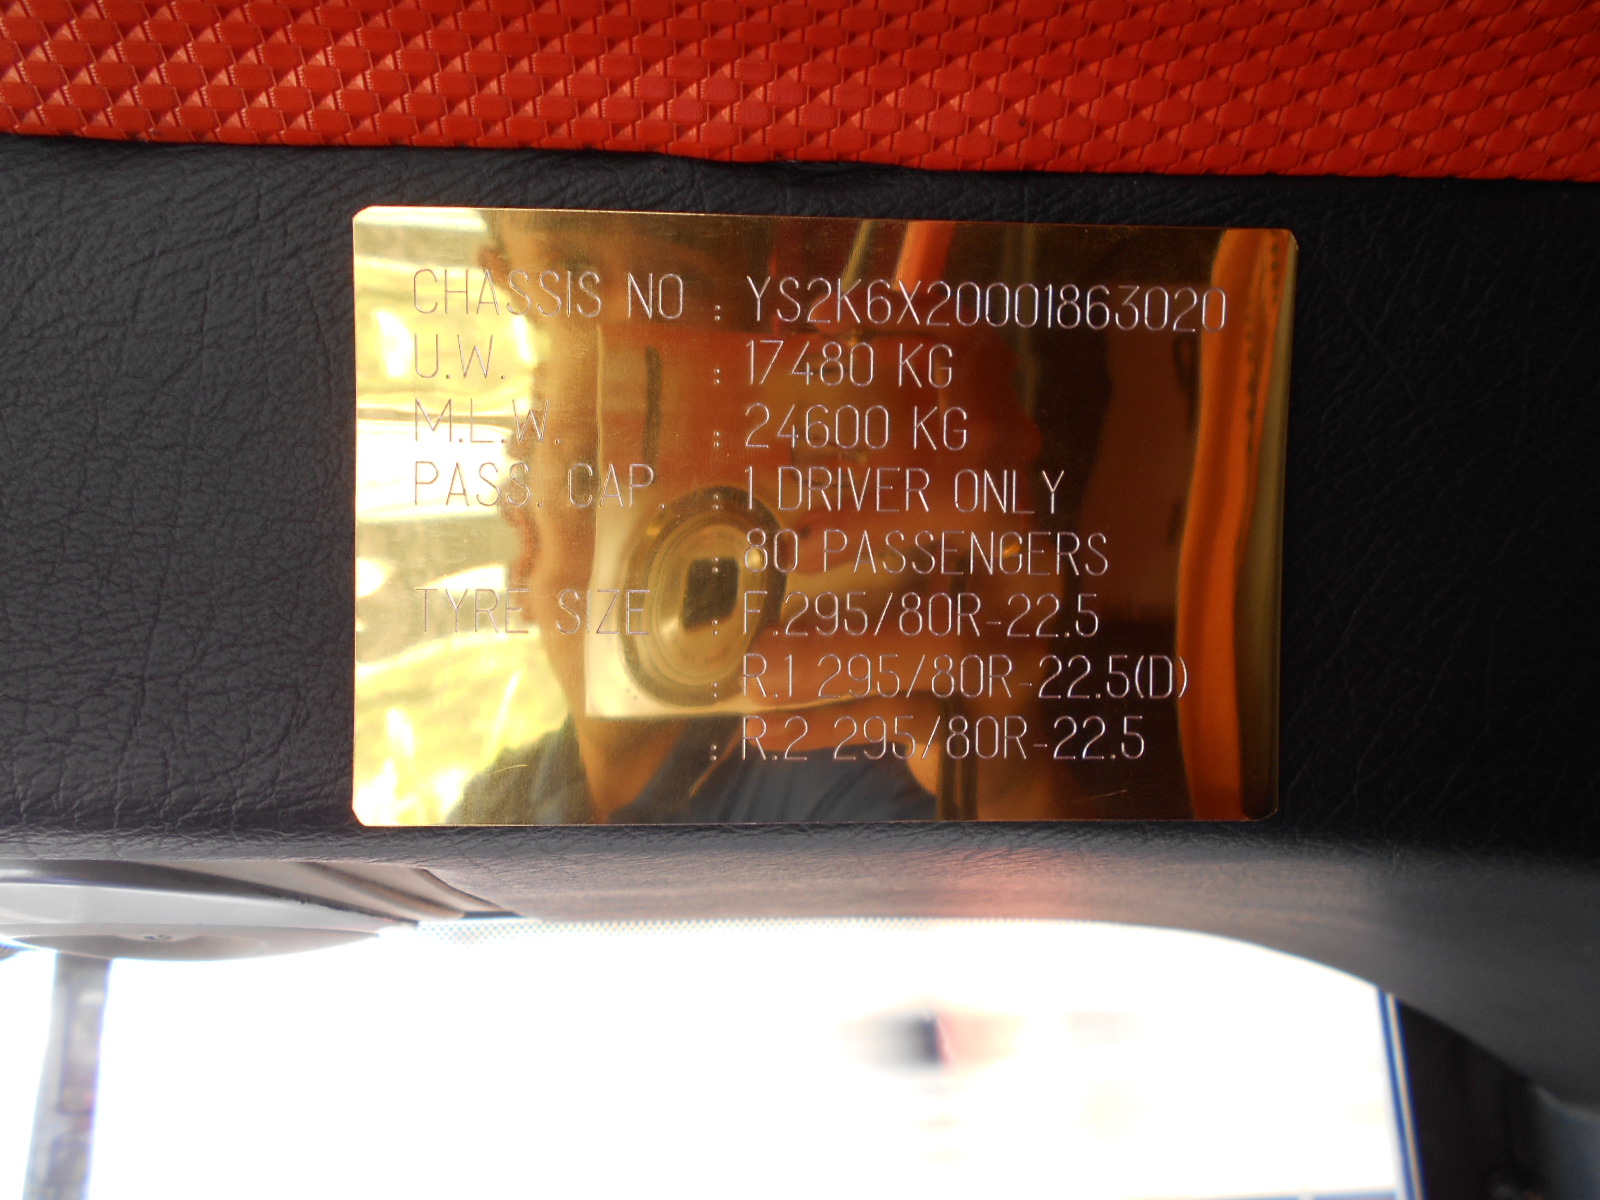 CHASSIS NO : YS2K6X20001863020
U.W. : 17480 KG
M.L.W. : 24600 KG
PASS. CAP. : 1 DRIVER ONLY
: 80 PASSENGERS
TYRE SIZE : F.295/80R-22.5
: R.1 295/80R-22.5(D)
: R.2 295/80R-22.5